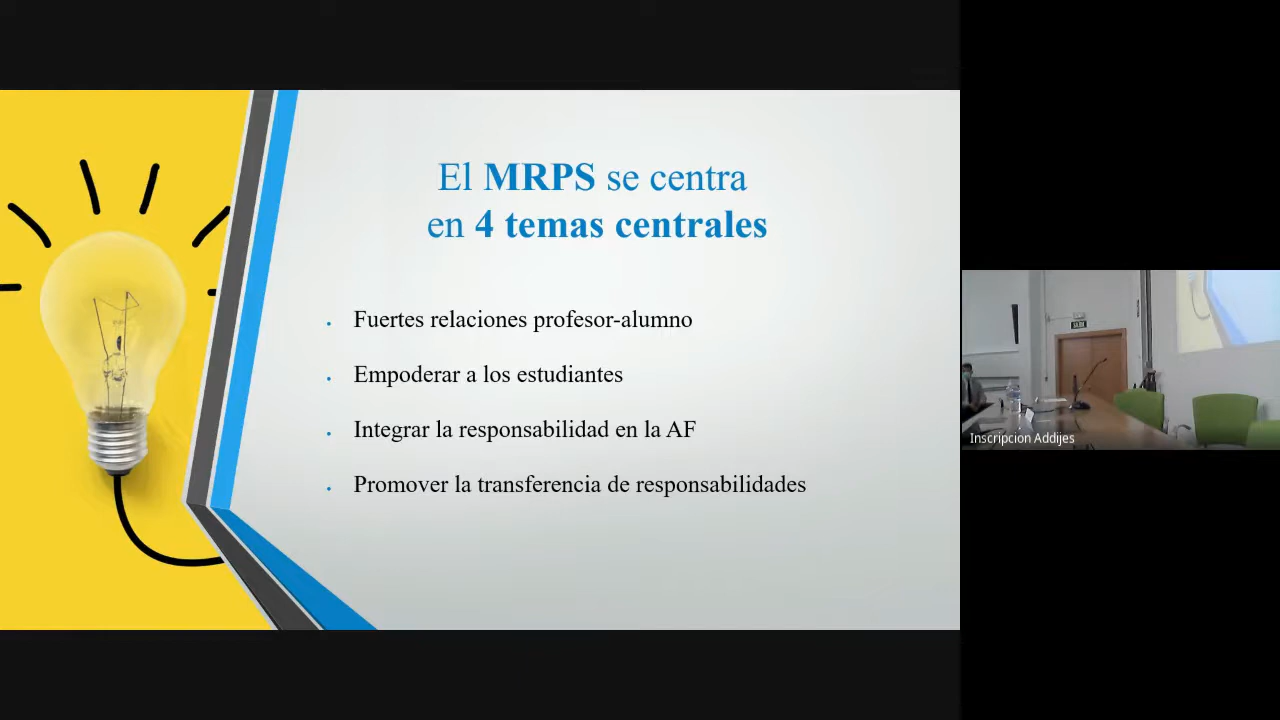 El MRPS se centra
en 4 temas centrales
Fuertes relaciones profesor-alumno
Empoderar a los estudiantes
Integrar la responsabilidad en la AF
Promover la transferencia de responsabilidades
Inscripcion Addijes